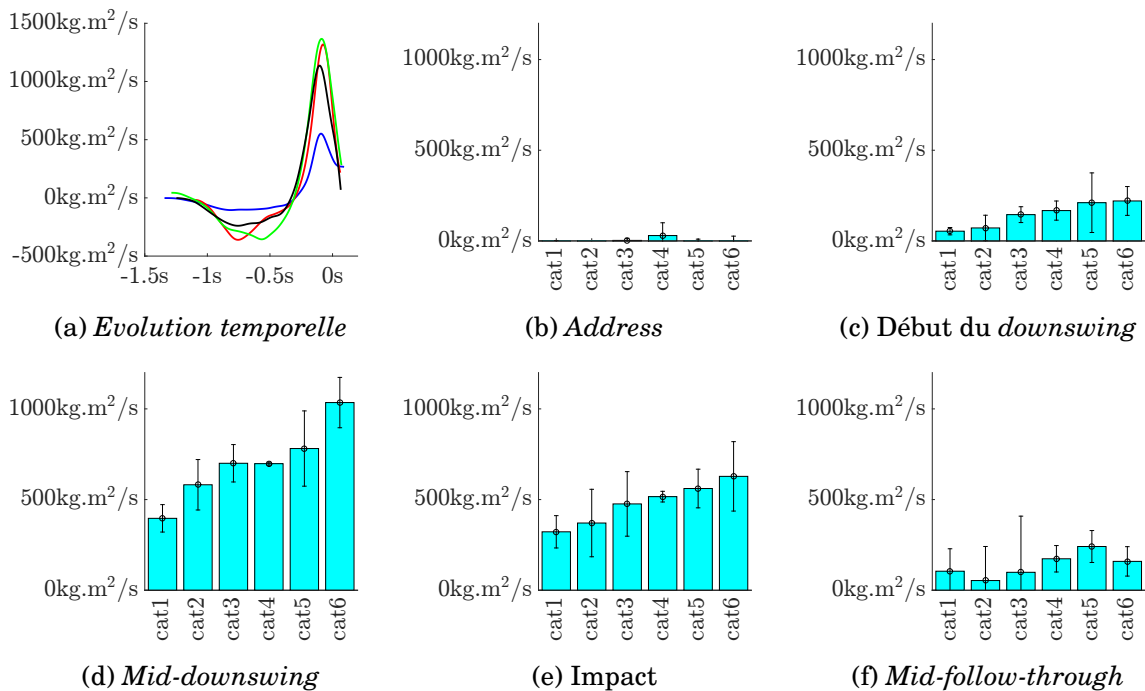 1500kg.m²/s
1000kg.m²/s
500kg.m²/s
0kg.m²/s
-500kg.m²/s
-1.5s -1s -0.5s 0s
(a) Evolution temporelle
1000kg.m²/s
500kg.m²/s
0kg.m²/s
cat1 cat2 cat3 cat4 cat5 cat6
(b) Address
1000kg.m²/s
500kg.m²/s
0kg.m²/s
cat1 cat2 cat3 cat4 cat5 cat6
(c) Début du downswing
1000kg.m²/s
500kg.m²/s
0kg.m²/s
cat1 cat2 cat3 cat4 cat5 cat6
(d) Mid-downswing
1000kg.m²/s
500kg.m²/s
0kg.m²/s
cat1 cat2 cat3 cat4 cat5 cat6
(e) Impact
1000kg.m²/s
500kg.m²/s
0kg.m²/s
cat1 cat2 cat3 cat4 cat5 cat6
(f) Mid-follow-through